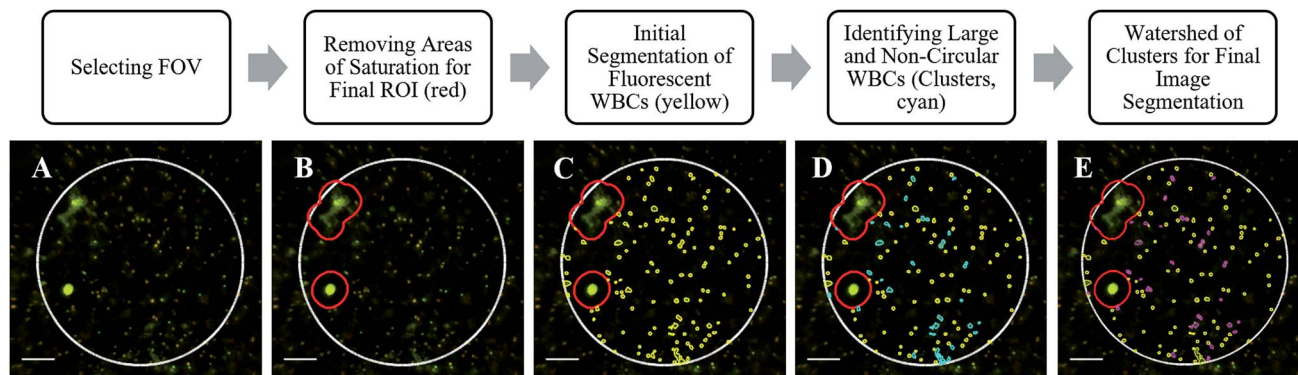 Selecting FOV
Removing Areas
of Saturation for
Final ROI (red)
Initial
Segmentation of
Fluorescent
WBCs (yellow)
Identifying Large
and Non-Circular
WBCs (Clusters,
cyan)
Watershed of
Clusters for Final
Image
Segmentation
A
B
C
D
E